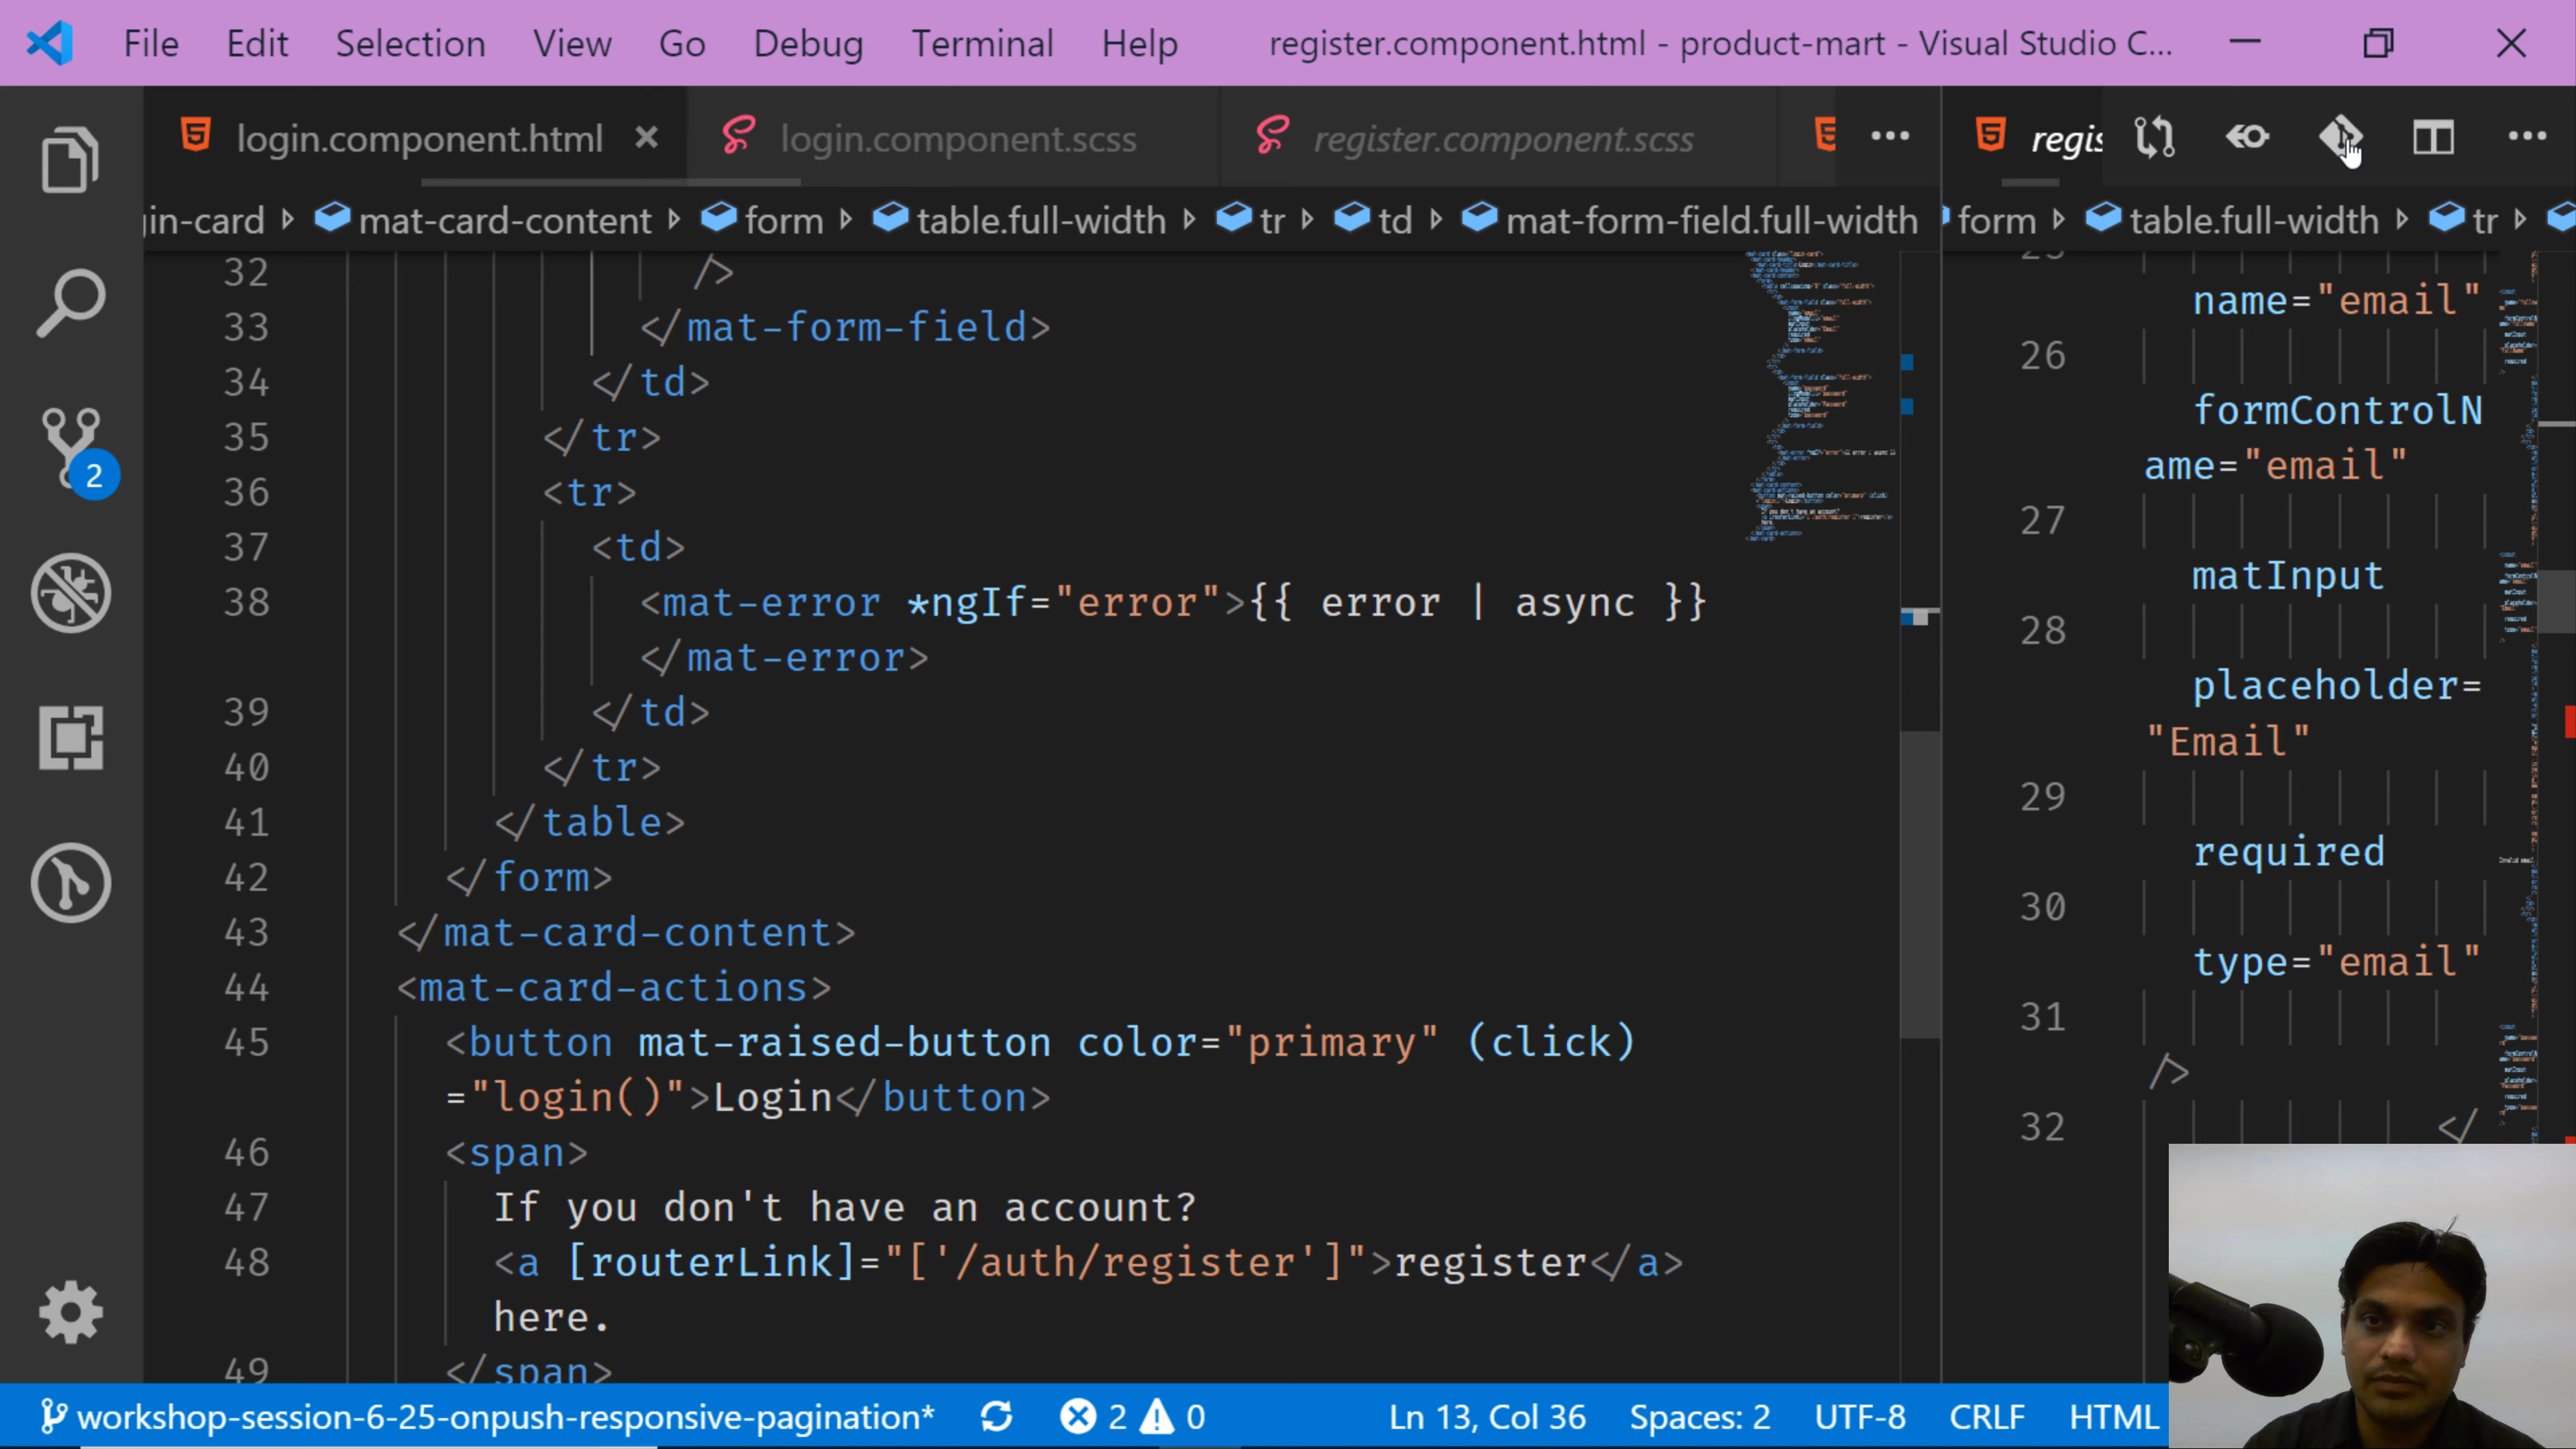 File Edit Selection View Go Debug Terminal Help register.component.html - product-mart - Visual Studio C...
login.component.html login.component.scss register.component.scss ...
in-card mat-card-content form table.full-width tr td mat-form-field.full-width
32 />
33 </mat-form-field>
34 </td>
35 </tr>
36 <tr>
37 <td>
38 <mat-error *ngIf="error">{{ error | async }}
</mat-error>
39 </td>
40 </tr>
41 </table>
42 </form>
43 </mat-card-content>
44 <mat-card-actions>
45 <button mat-raised-button color="primary" (click)
="login()">Login</button>
46 <span>
47 If you don't have an account?
48 <a [routerLink]="['/auth/register']">register</a>
here.
49 </span>
regis ...
form table.full-width tr
25
name="email"
26
formControlN
ame="email"
27
matInput
28
placeholder=
"Email"
29
required
30
type="email"
31
/>
32 </
2
workshop-session-6-25-onpush-responsive-pagination* 2 0 Ln 13, Col 36 Spaces: 2 UTF-8 CRLF HTML